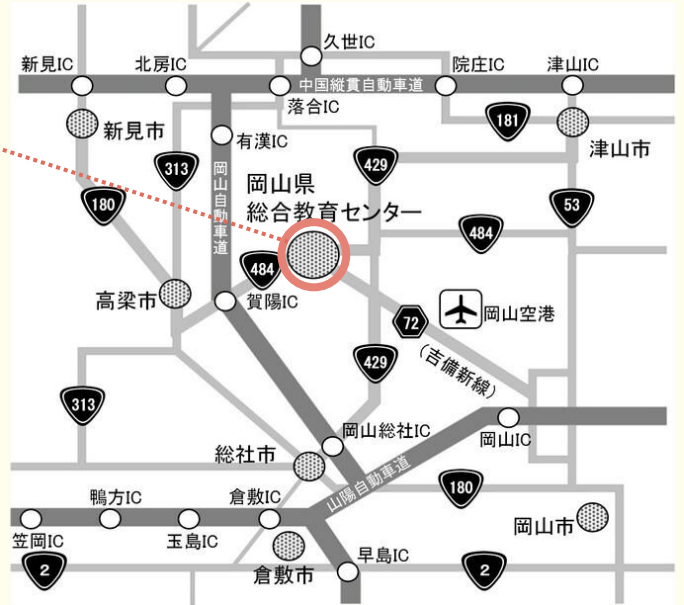 久世IC
新見IC
北房IC
院庄IC
津山IC
中国縦貫自動車道
落合IC
181
新見市
有漢IC
津山市
313
429
岡山自動車道
岡山県
総合教育センター
180
53
484
484
高梁市
賀陽IC
72
岡山空港
(吉備新線)
429
313
岡山総社IC
岡山IC
総社市
山陽自動車道
180
鴨方IC
倉敷IC
岡山市
笠岡IC
玉島IC
早島IC
2
倉敷市
2